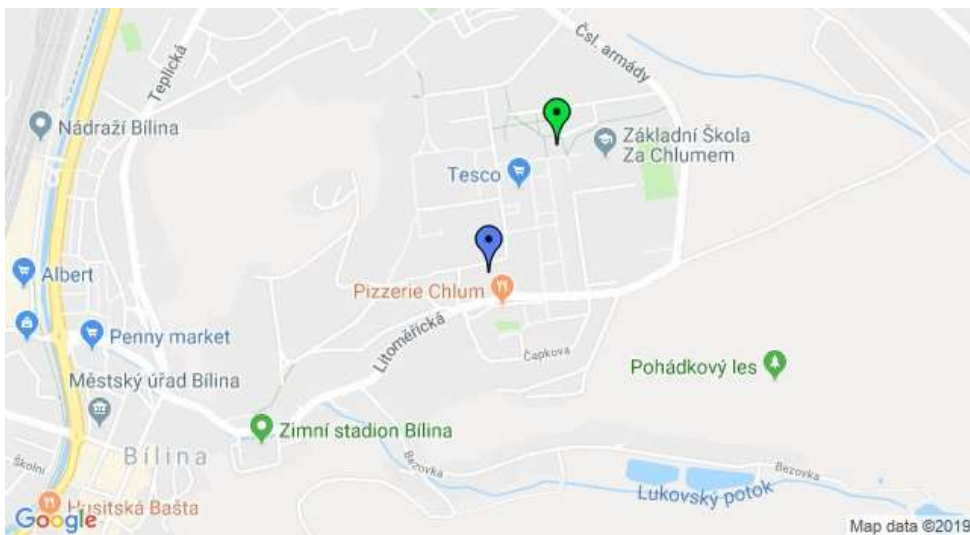 Čsl. armády
Teplická
Nádraží Bílina
Základní Škola
Za Chlumem
Tesco
Albert
Pizzerie Chlum
Penny market
Litoměřická
Čapkova
Pohádkový les
Městský úřad Bílina
Zimní stadion Bílina
Bílina
Školní
Bezovka
Bezovka
Lukovský potok
Husitská Bašta
Google
Map data ©2019